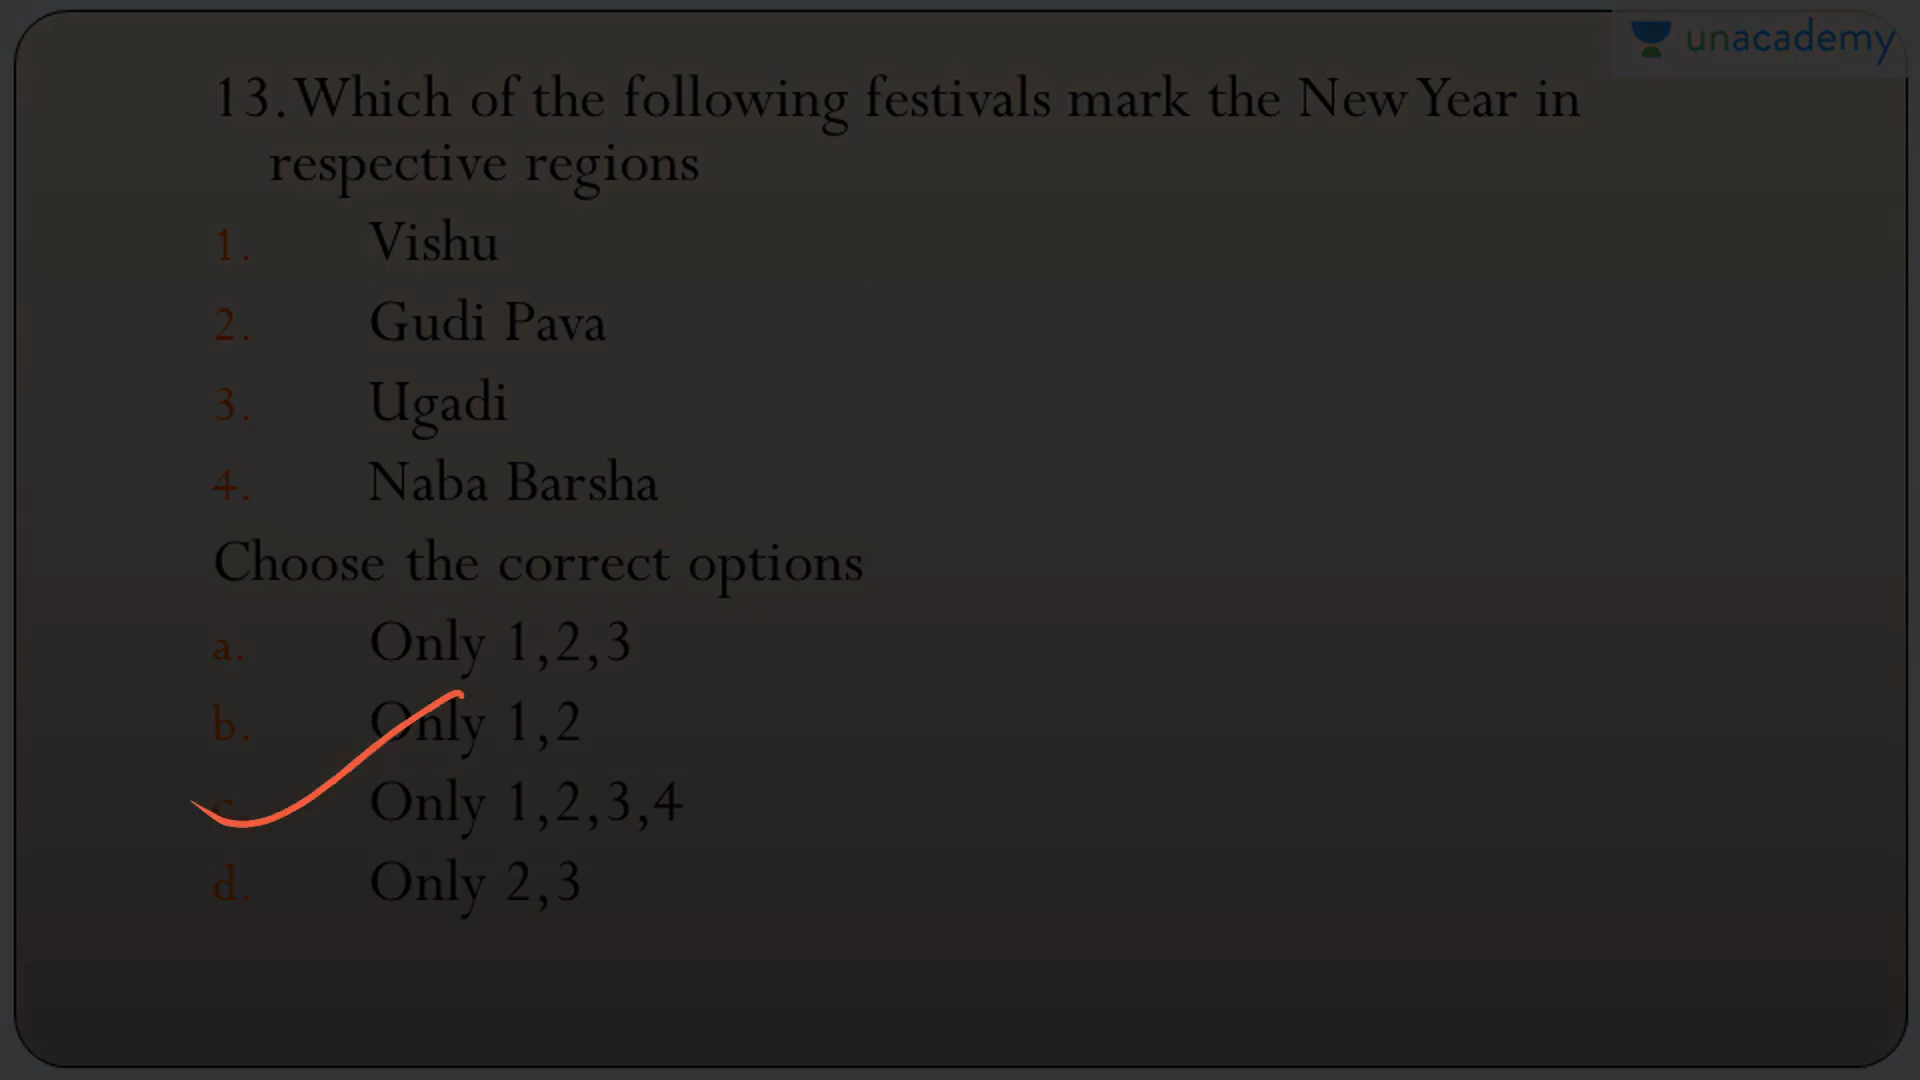 unacademy
13. Which of the following festivals mark the New Year in
respective regions
1. Vishu
2. Gudi Pava
3. Ugadi
4. Naba Barsha
Choose the correct options
a. Only 1,2,3
b. Only 1,2
c. Only 1,2,3,4
d. Only 2,3